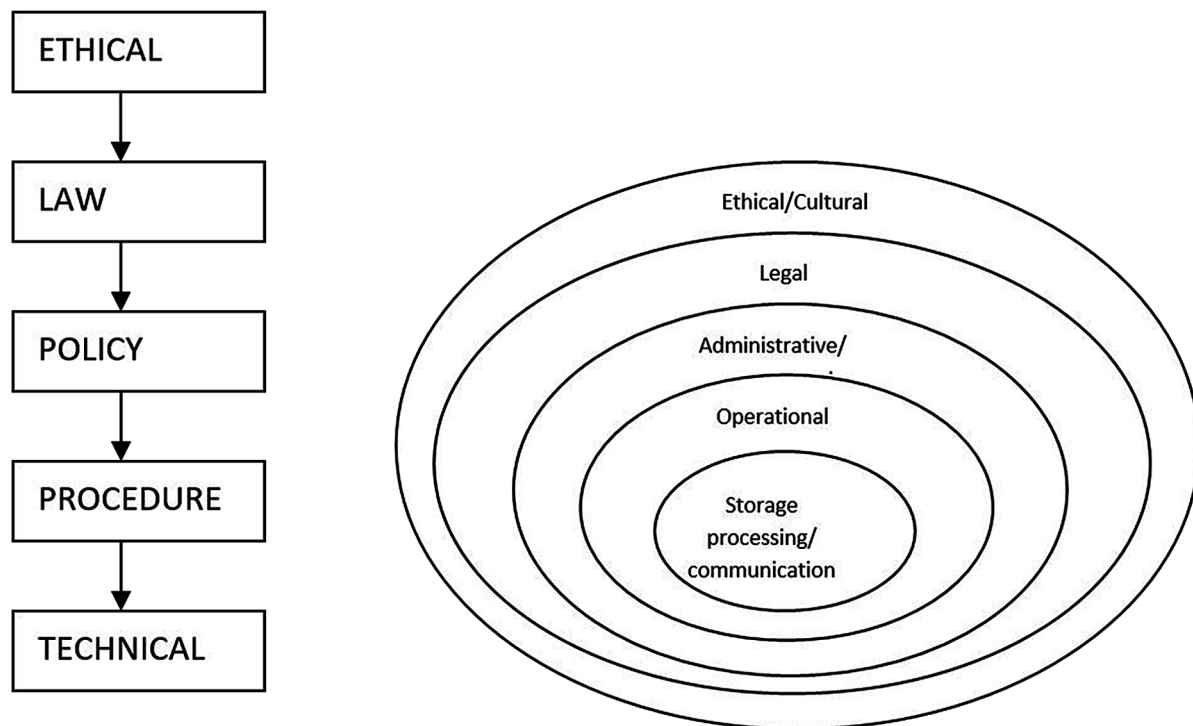 ETHICAL
LAW
POLICY
PROCEDURE
TECHNICAL
Ethical/Cultural
Legal
Administrative/
Operational
Storage
processing/
communication